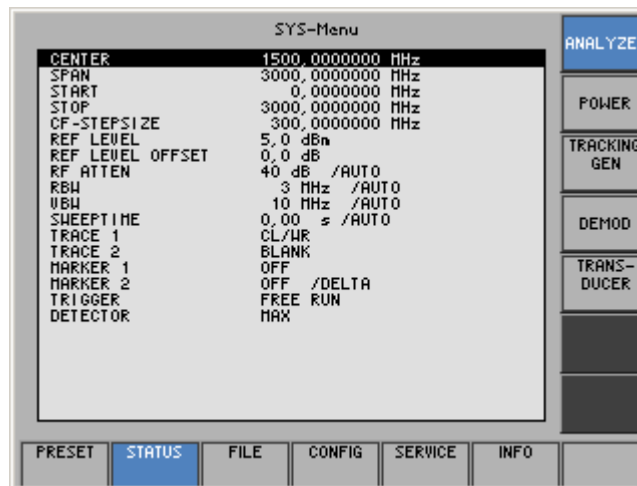 SYS-Menu
CENTER 1500,0000000 MHz
SPAN 3000,0000000 MHz
START 0,0000000 MHz
STOP 3000,0000000 MHz
CF-STEPSIZE 300,0000000 MHz
REF LEVEL 5,0 dBm
REF LEVEL OFFSET 0,0 dB
RF ATTEN 40 dB /AUTO
RBW 3 MHz /AUTO
VBW 10 MHz /AUTO
SWEEPTIME 0,00 s /AUTO
TRACE 1 CL/WR
TRACE 2 BLANK
MARKER 1 OFF
MARKER 2 OFF /DELTA
TRIGGER FREE RUN
DETECTOR MAX
ANALYZE
POWER
TRACKING
GEN
DEMOD
TRANS-
DUCER
PRESET STATUS FILE CONFIG SERVICE INFO